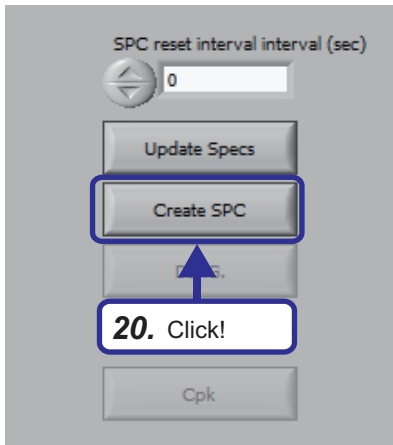 SPC reset interval interval (sec)
0
Update Specs
Create SPC
20. Click!
Cpk